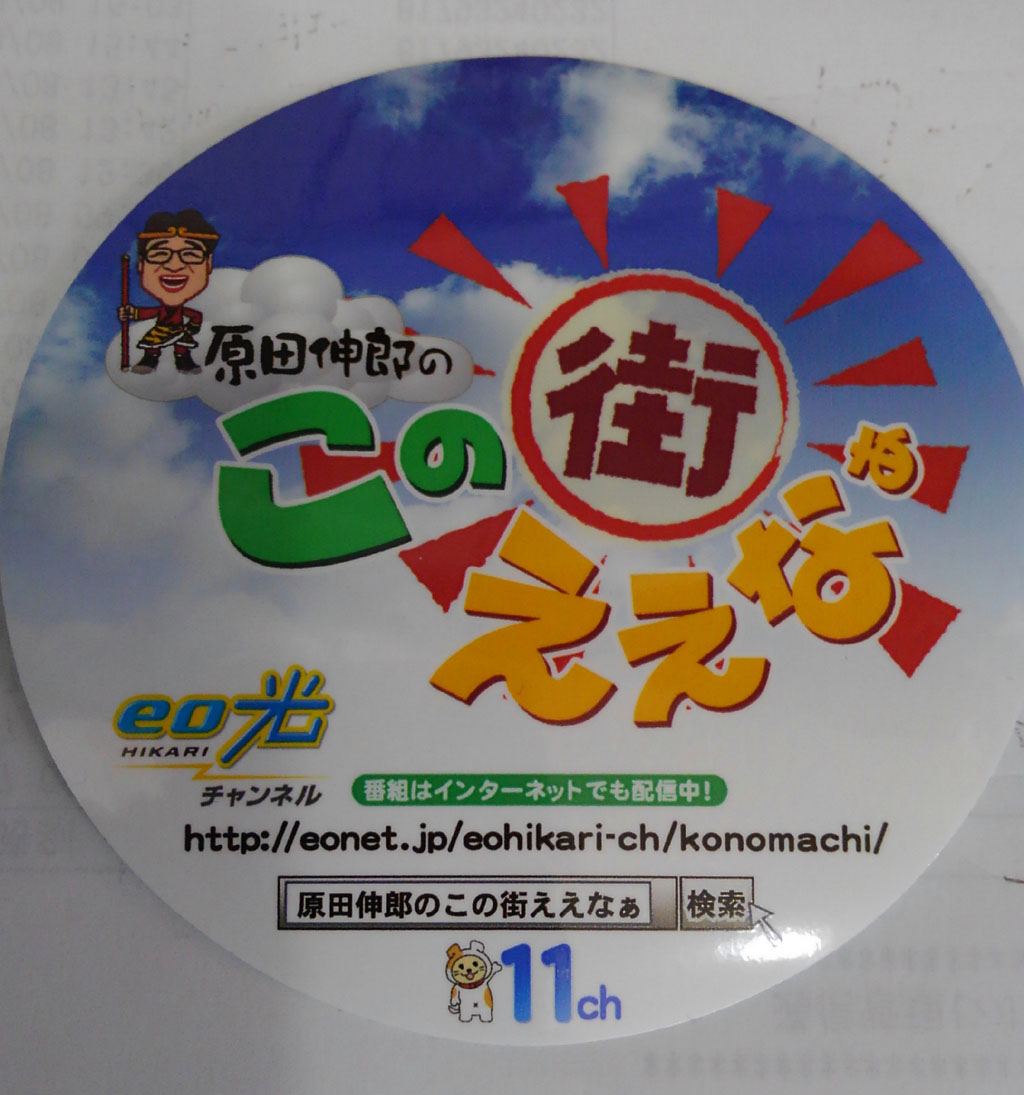 原田伸郎の
この街
ええなぁ
eo光
HIKARI
チャンネル
番組はインターネットでも配信中!
http://eonet.jp/eohikari-ch/konomachi/
原田伸郎のこの街ええなぁ 検索
11ch